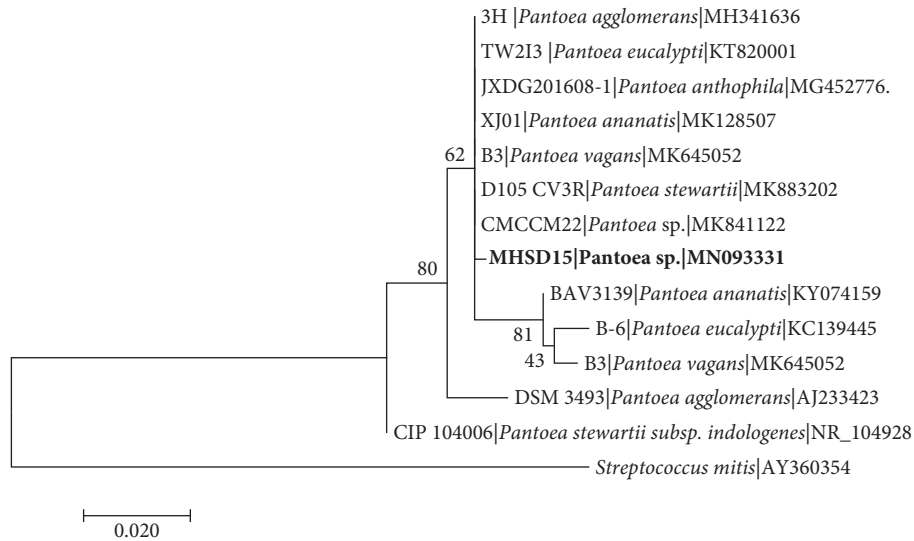 3H |Pantoea agglomerans|MH341636
TW2I3 |Pantoea eucalypti|KT820001
JXDG201608-1|Pantoea anthophila|MG452776.
XJ01|Pantoea ananatis|MK128507
62
B3|Pantoea vagans|MK645052
D105 CV3R|Pantoea stewartii|MK883202
CMCCM22|Pantoea sp.|MK841122
MHSD15|Pantoea sp.|MN093331
80
BAV3139|Pantoea ananatis|KY074159
81
B-6|Pantoea eucalypti|KC139445
43
B3|Pantoea vagans|MK645052
DSM 3493|Pantoea agglomerans|AJ233423
CIP 104006|Pantoea stewartii subsp. indologenes|NR_104928
Streptococcus mitis|AY360354
0.020